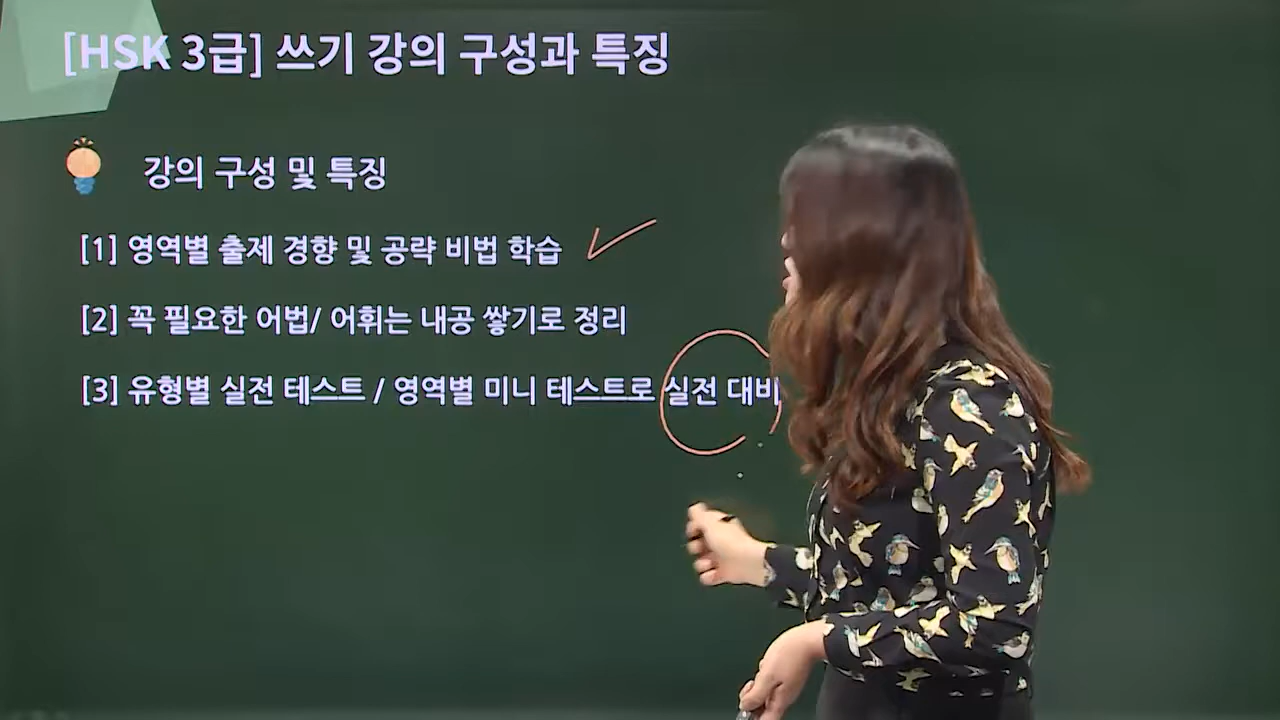 [HSK 3급] 쓰기 강의 구성과 특징
강의 구성 및 특징
[1] 영역별 출제 경향 및 공략 비법 학습
[2] 꼭 필요한 어법/ 어휘는 내공 쌓기로 정리
[3] 유형별 실전 테스트 / 영역별 미니 테스트로 실전 대비